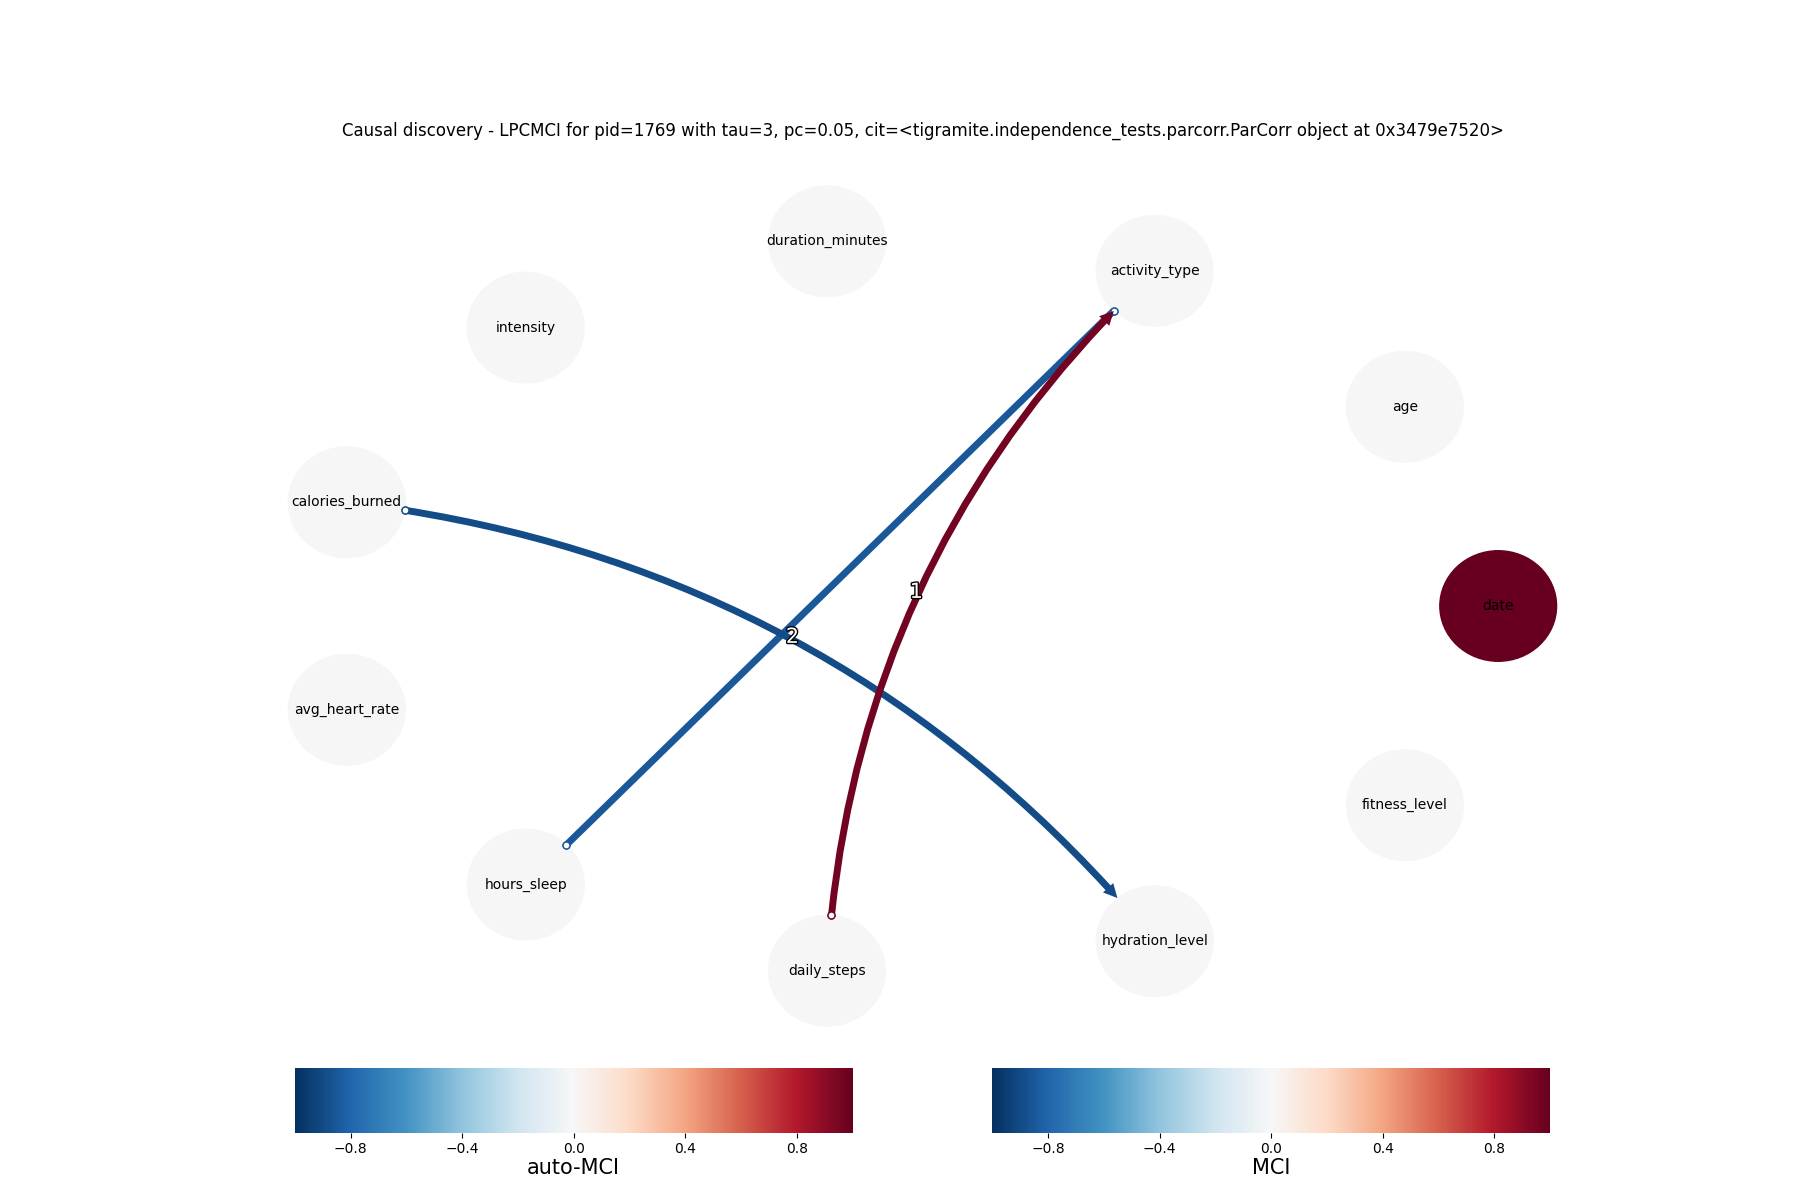 Causal discovery - LPCMCI for pid=1769 with tau=3, pc=0.05, cit=<tigramite.independence_tests.parcorr.ParCorr object at 0x3479e7520>
duration_minutes
activity_type
intensity
age
calories_burned
1
date
2
avg_heart_rate
fitness_level
hours_sleep
hydration_level
daily_steps
−0.8 −0.4 0.0 0.4 0.8
auto-MCI
−0.8 −0.4 0.0 0.4 0.8
MCI